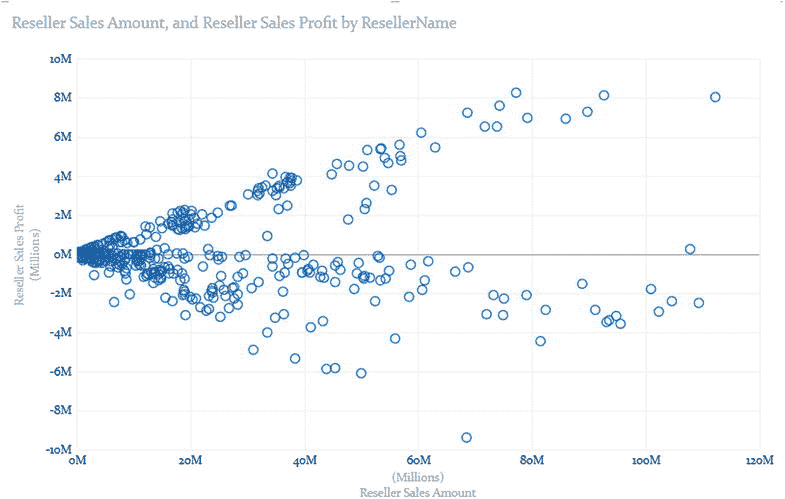 Reseller Sales Amount, and Reseller Sales Profit by ResellerName
10M
8M
6M
4M
2M
0M
-2M
-4M
-6M
-8M
-10M
Reseller Sales Profit
(Millions)
0M 20M 40M 60M 80M 100M 120M
(Millions)
Reseller Sales Amount